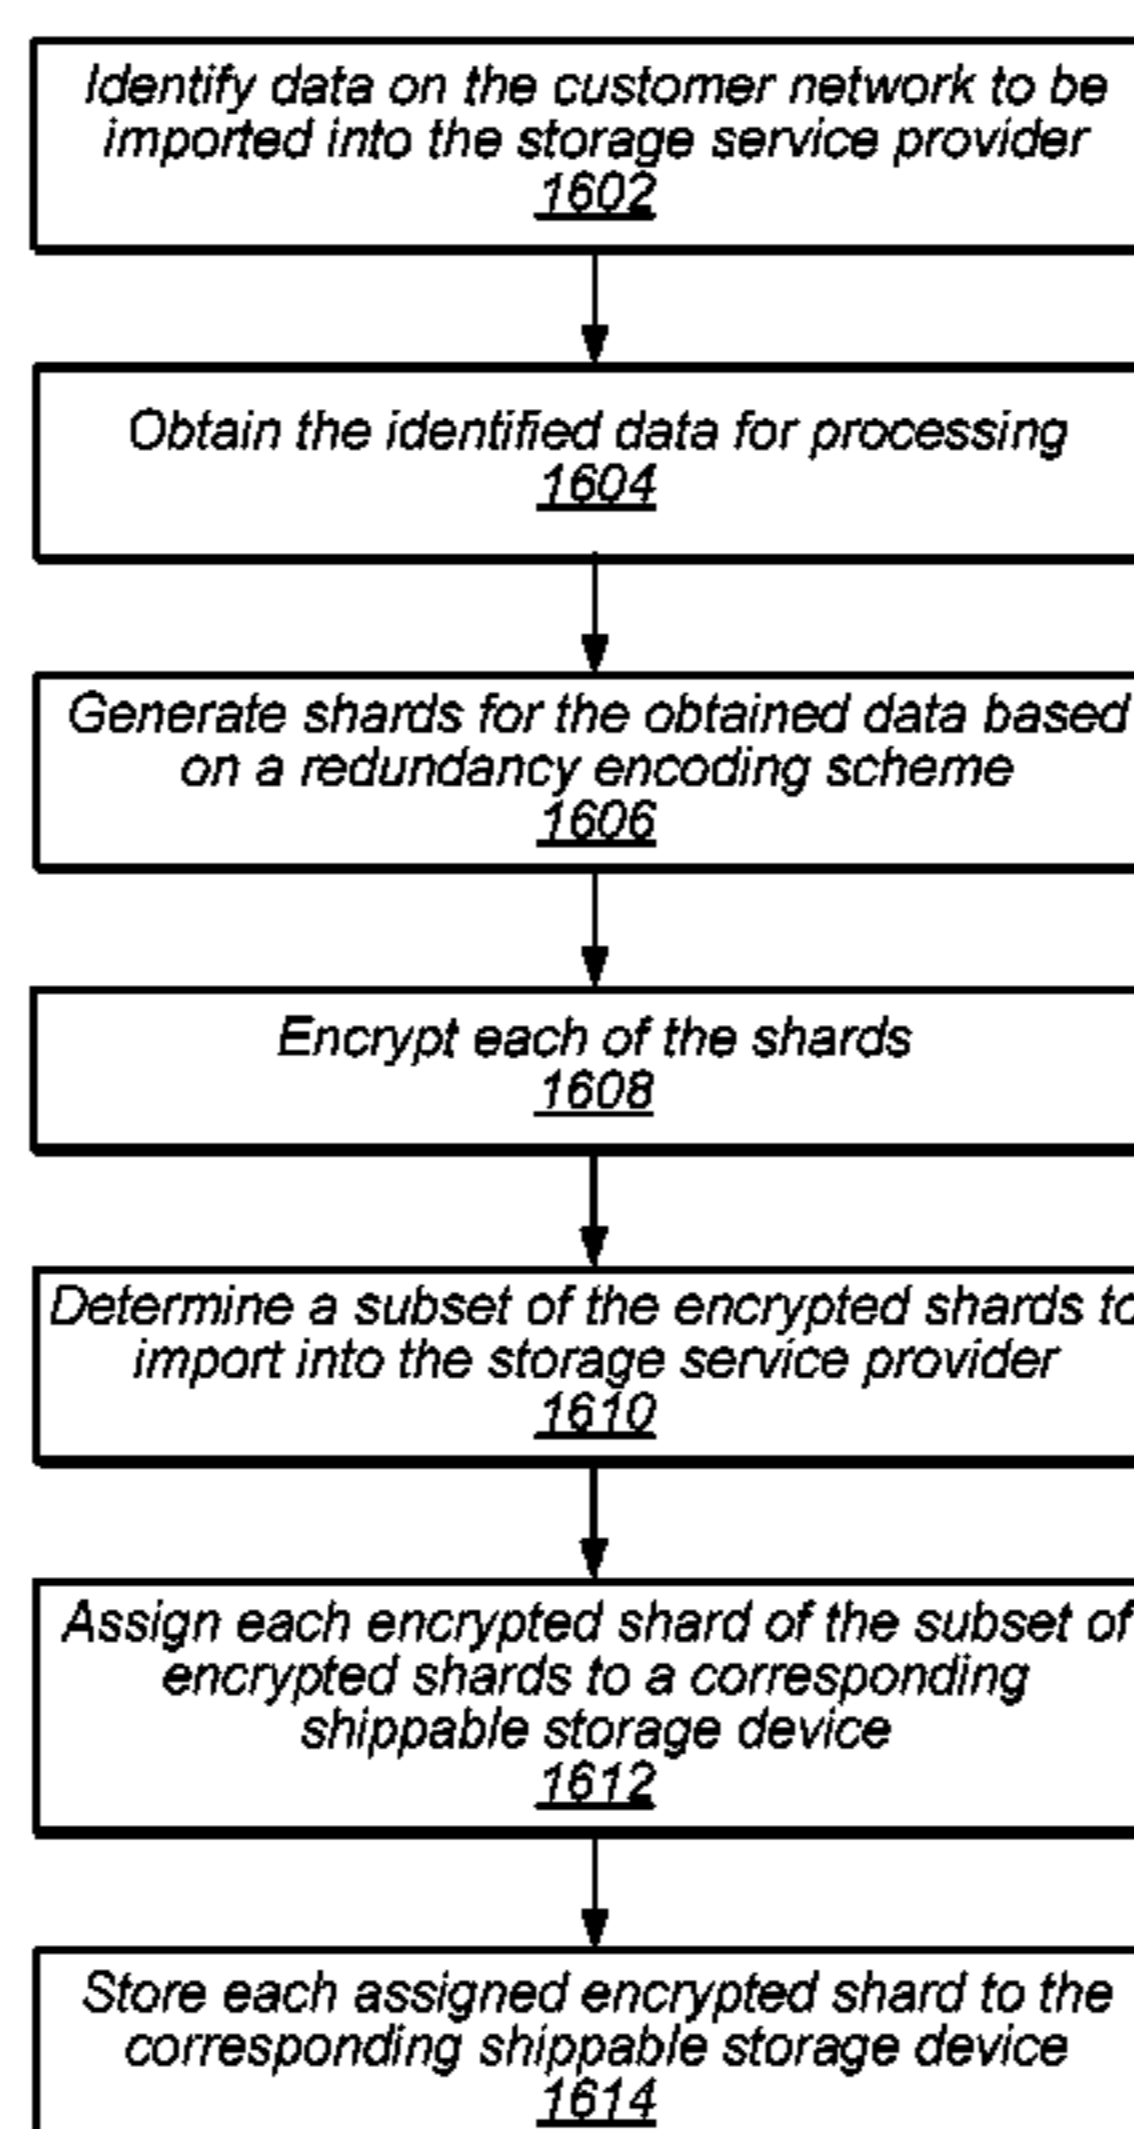 Identify data on the customer network to be
imported into the storage service provider
1602
Obtain the identified data for processing
1604
Generate shards for the obtained data based
on a redundancy encoding scheme
1606
Encrypt each of the shards
1608
Determine a subset of the encrypted shards to
import into the storage service provider
1610
Assign each encrypted shard of the subset of
encrypted shards to a corresponding
shippable storage device
1612
Store each assigned encrypted shard to the
corresponding shippable storage device
1614